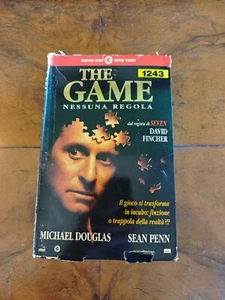 THE
1243
GAME
NESSUNA REGOLA
dal regista di SEVEN
DAVID
FINCHER
Il gioco si trasforma
in incubo: finzione
o trappola della realtà?!?
MICHAEL DOUGLAS SEAN PENN